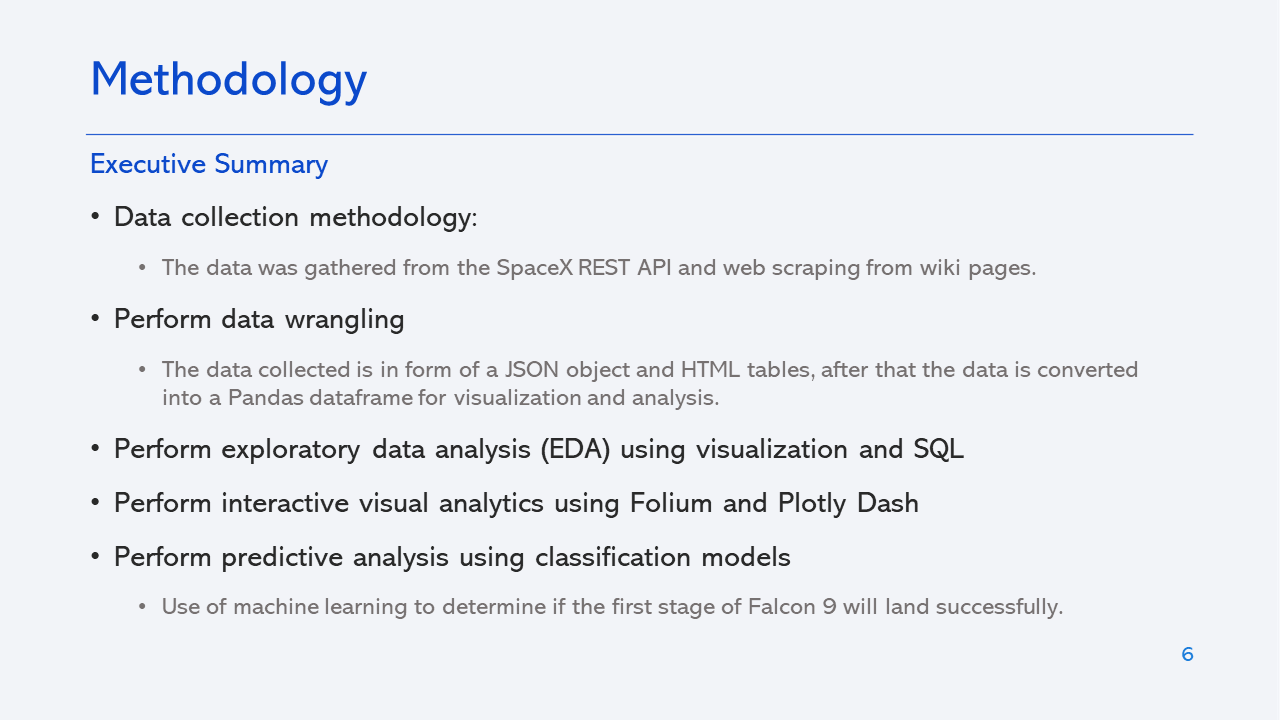 Methodology
Executive Summary
• Data collection methodology:
• The data was gathered from the SpaceX REST API and web scraping from wiki pages.
• Perform data wrangling
• The data collected is in form of a JSON object and HTML tables, after that the data is converted
into a Pandas dataframe for visualization and analysis.
• Perform exploratory data analysis (EDA) using visualization and SQL
• Perform interactive visual analytics using Folium and Plotly Dash
• Perform predictive analysis using classification models
• Use of machine learning to determine if the first stage of Falcon 9 will land successfully.
6